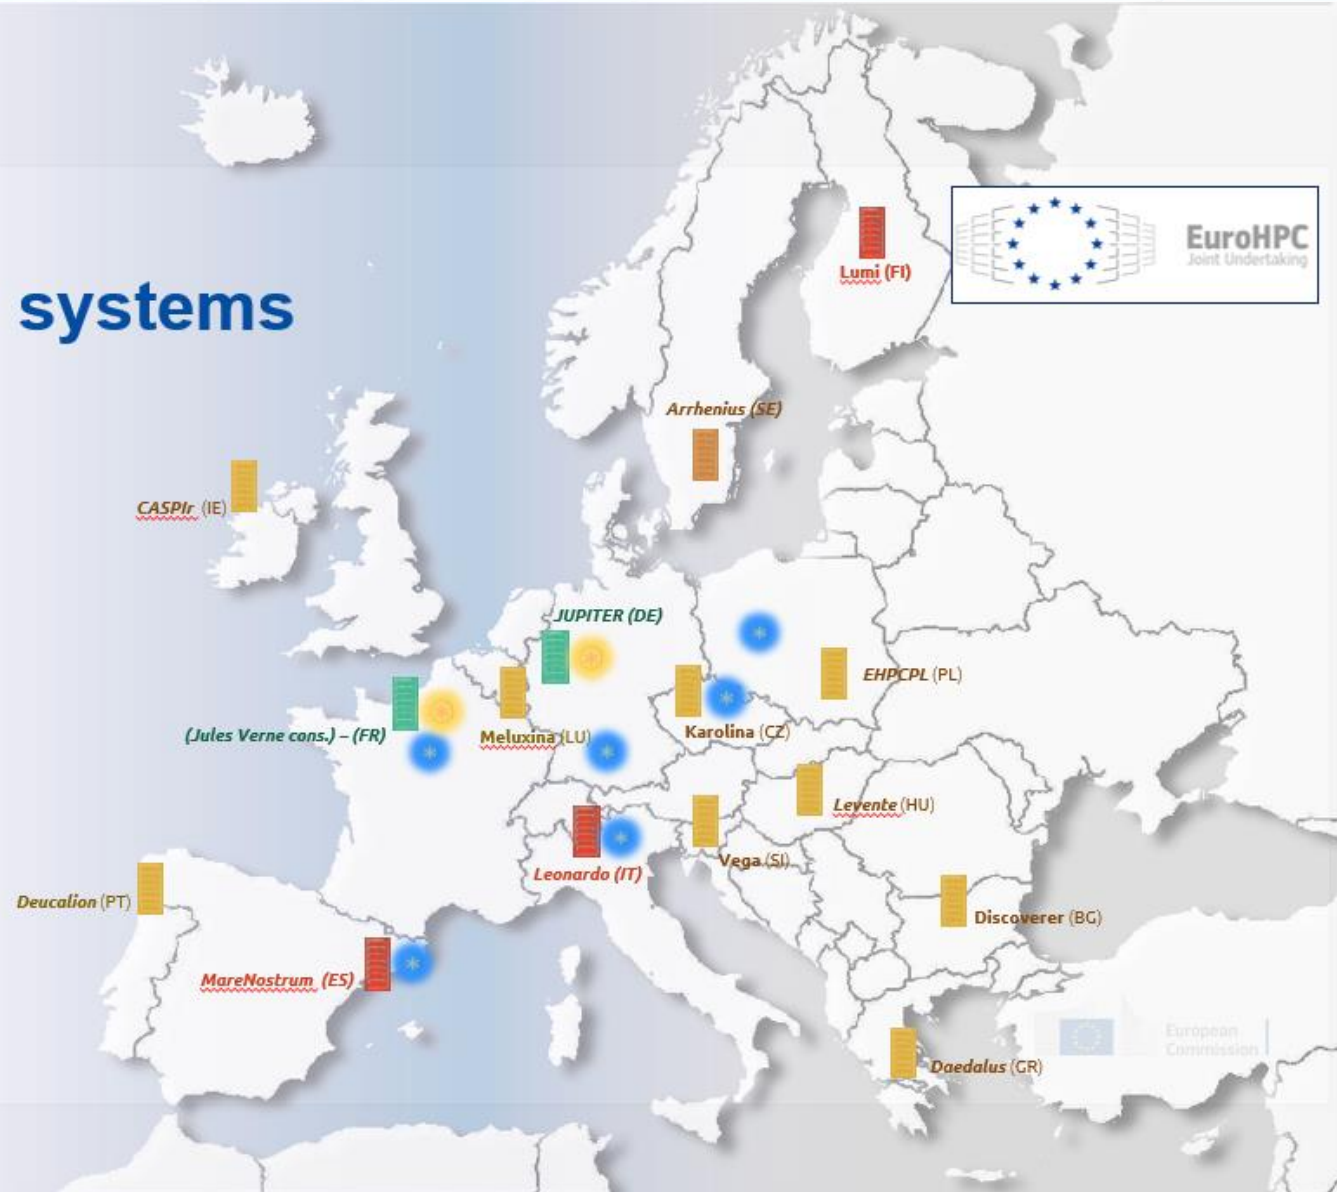 systems
EuroHPC
Joint Undertaking
Lumi (FI)
Arrhenius (SE)
CASPIr (IE)
JUPITER (DE)
EHPCPL (PL)
(Jules Verne cons.) – (FR)
Meluxina (LU)
Karolina (CZ)
Levente (HU)
Vega (SI)
Leonardo (IT)
Deucalion (PT)
Discoverer (BG)
MareNostrum (ES)
European
Commission
Daedalus (GR)